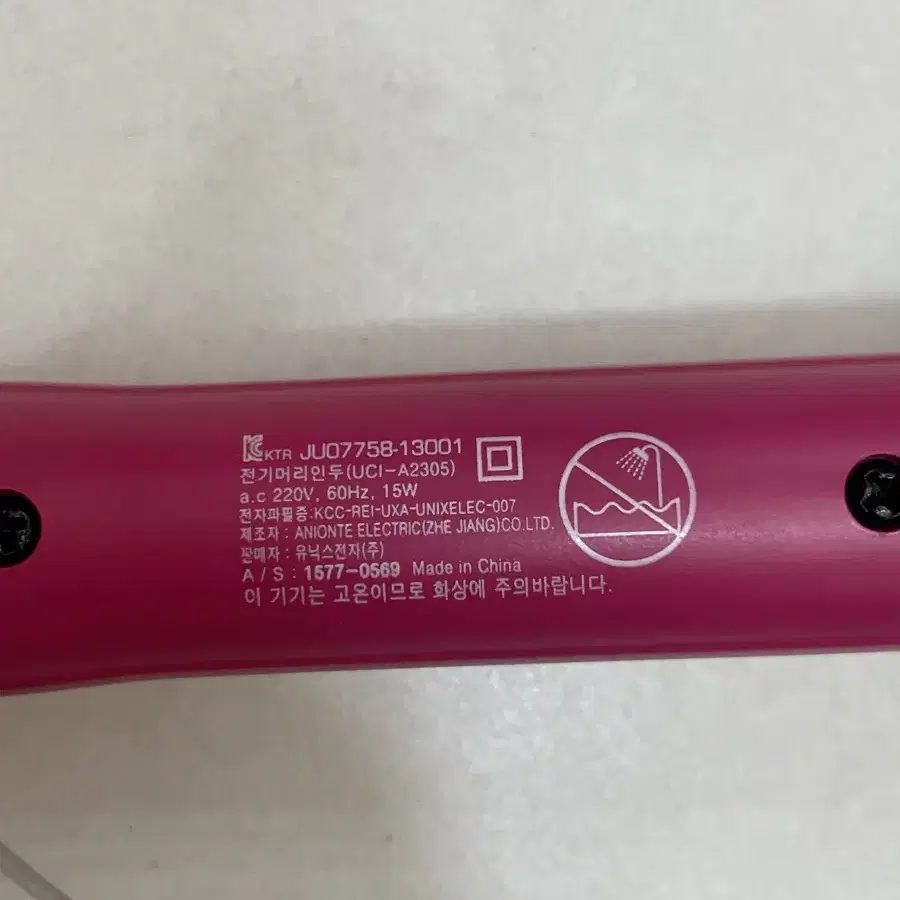 KC KTR JU07758-13001
전기머리인두(UCI-A2305)
a.c 220V, 60Hz, 15W
전자파필증:KCC-REI-UXA-UNIXELEC-007
제조자 : ANIONTE ELECTRIC(ZHE JIANG)CO.LTD.
판매자 : 유닉스전자(주)
A / S : 1577-0569 Made in China
이 기기는 고온이므로 화상에 주의바랍니다.